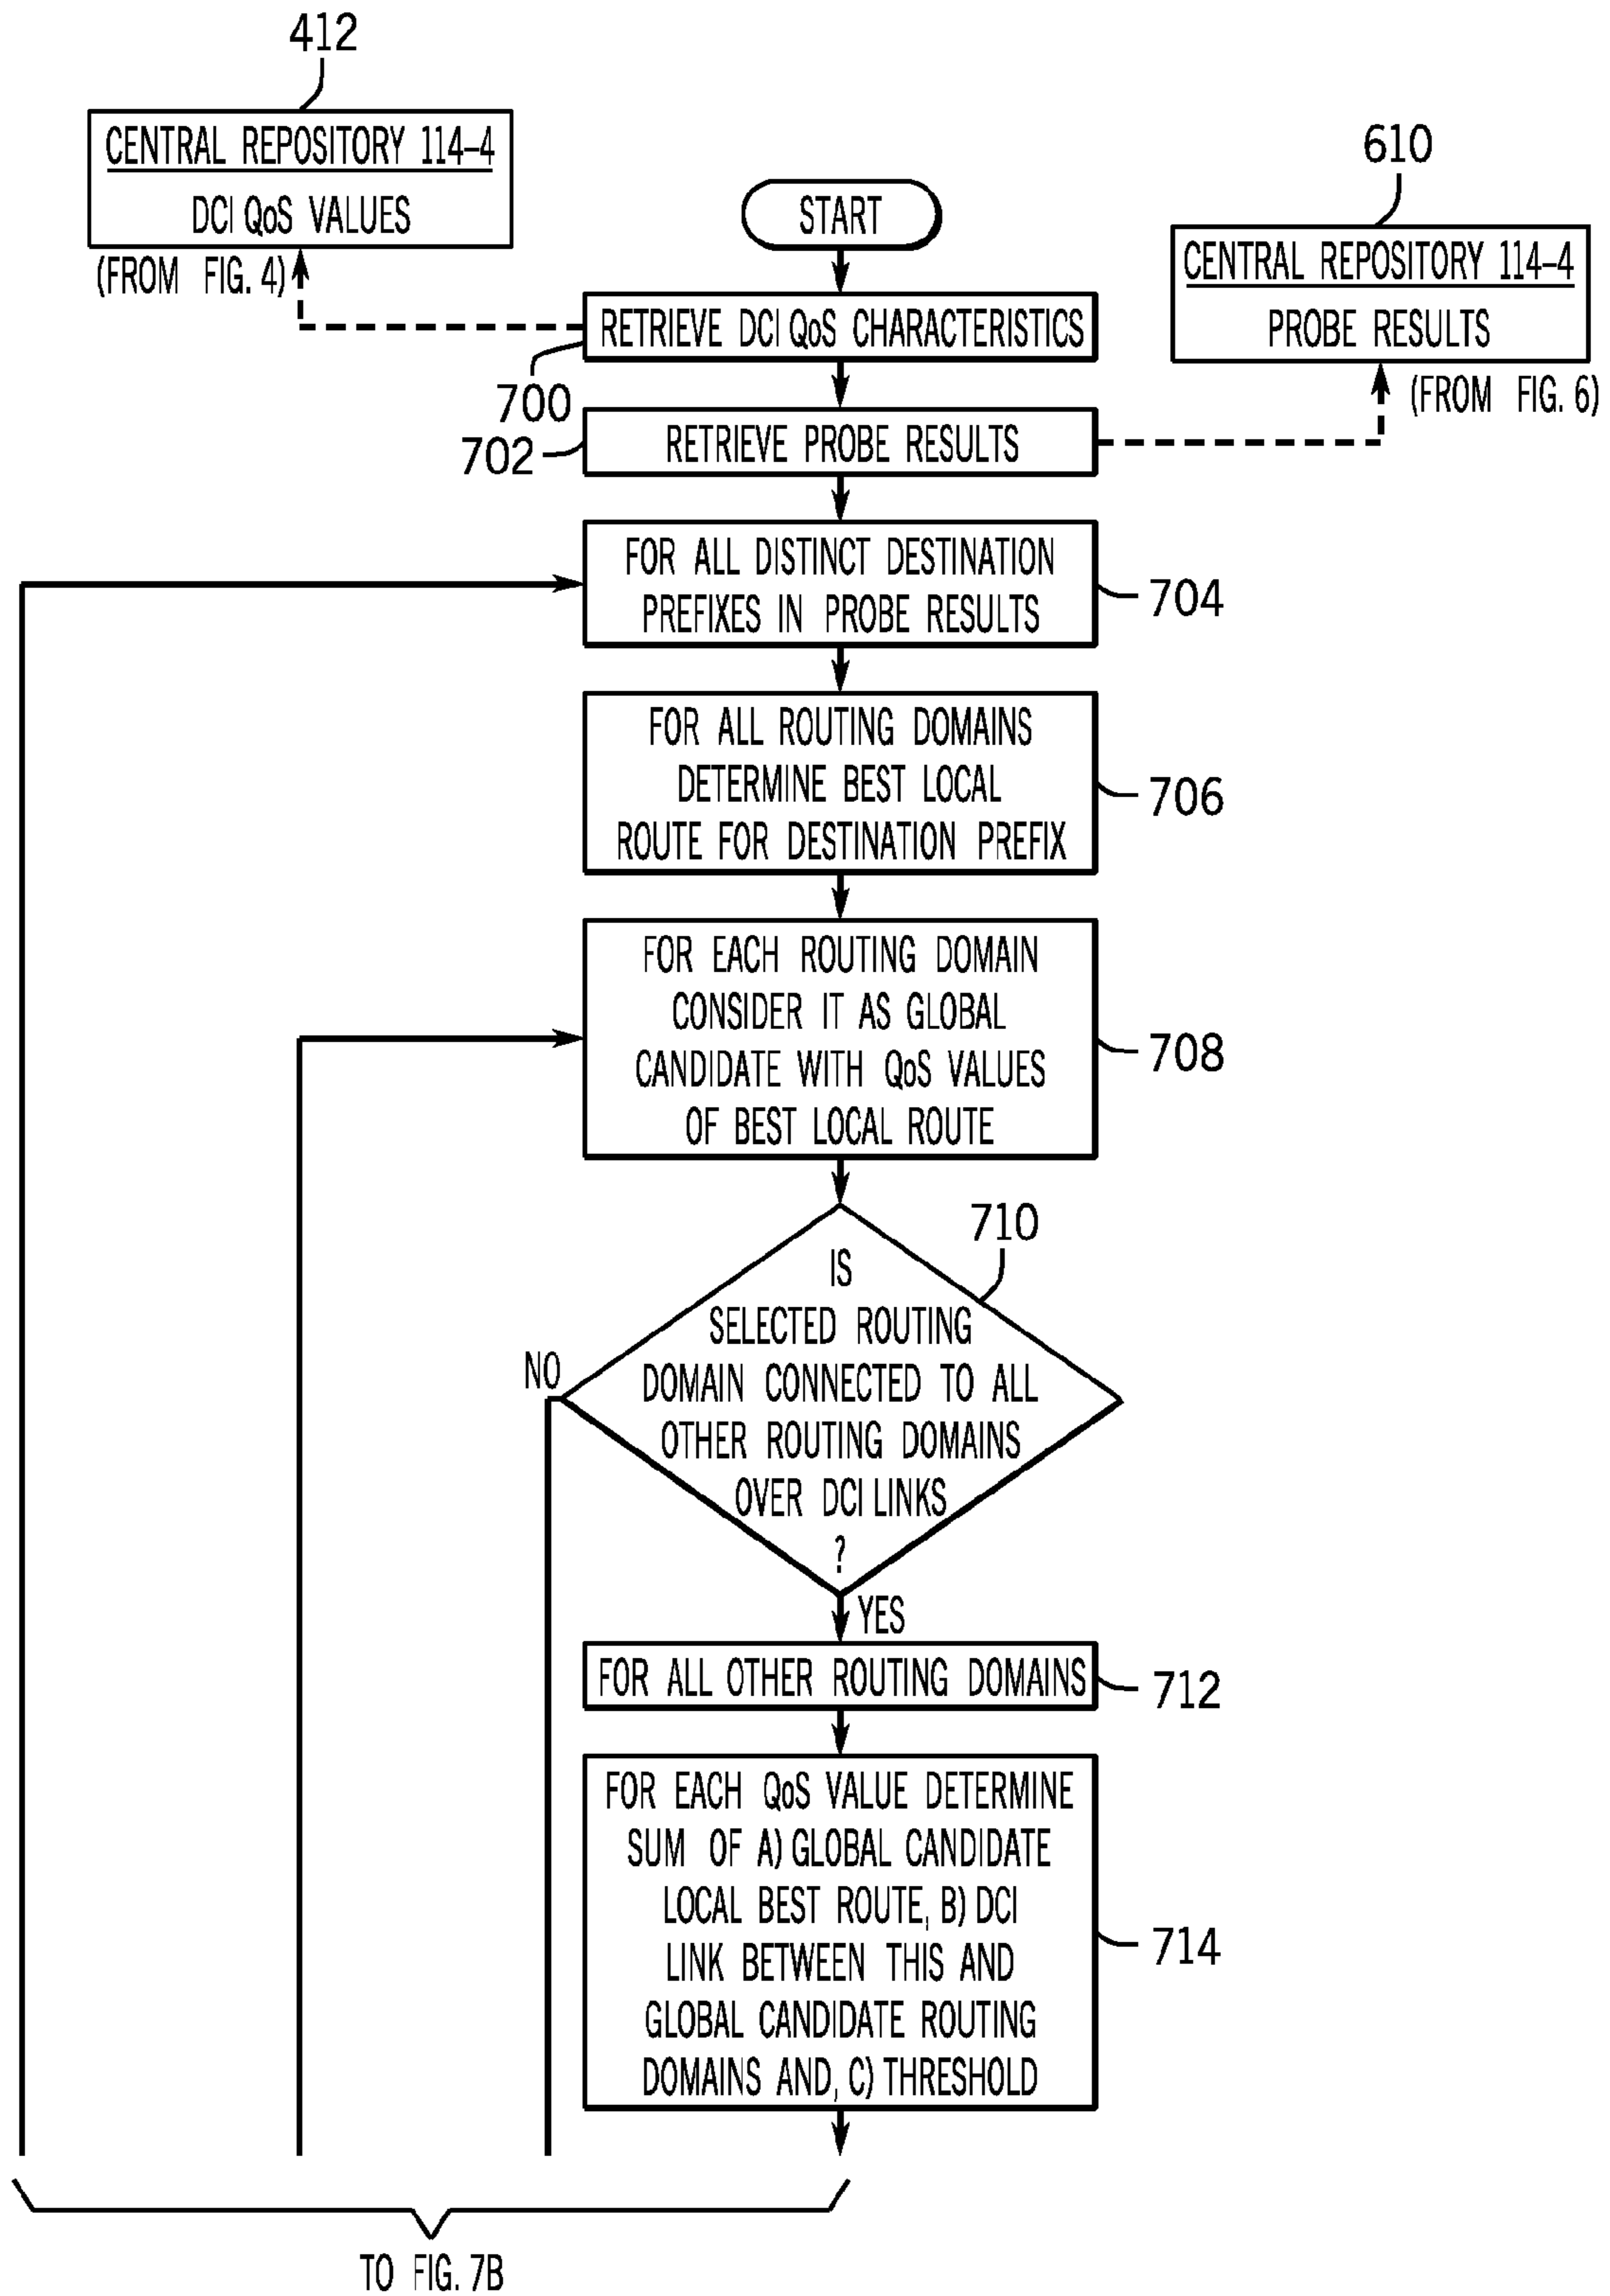 412
CENTRAL REPOSITORY 114–4
DCI QoS VALUES
(FROM FIG. 4)
610
CENTRAL REPOSITORY 114–4
PROBE RESULTS
(FROM FIG. 6)
START
RETRIEVE DCI QoS CHARACTERISTICS
700
702
RETRIEVE PROBE RESULTS
FOR ALL DISTINCT DESTINATION
PREFIXES IN PROBE RESULTS
704
FOR ALL ROUTING DOMAINS
DETERMINE BEST LOCAL
ROUTE FOR DESTINATION PREFIX
706
FOR EACH ROUTING DOMAIN
CONSIDER IT AS GLOBAL
CANDIDATE WITH QoS VALUES
OF BEST LOCAL ROUTE
708
710
IS
SELECTED ROUTING
DOMAIN CONNECTED TO ALL
OTHER ROUTING DOMAINS
OVER DCI LINKS
?
NO
YES
FOR ALL OTHER ROUTING DOMAINS
712
FOR EACH QoS VALUE DETERMINE
SUM OF A) GLOBAL CANDIDATE
LOCAL BEST ROUTE, B) DCI
LINK BETWEEN THIS AND
GLOBAL CANDIDATE ROUTING
DOMAINS AND, C) THRESHOLD
714
TO FIG. 7B